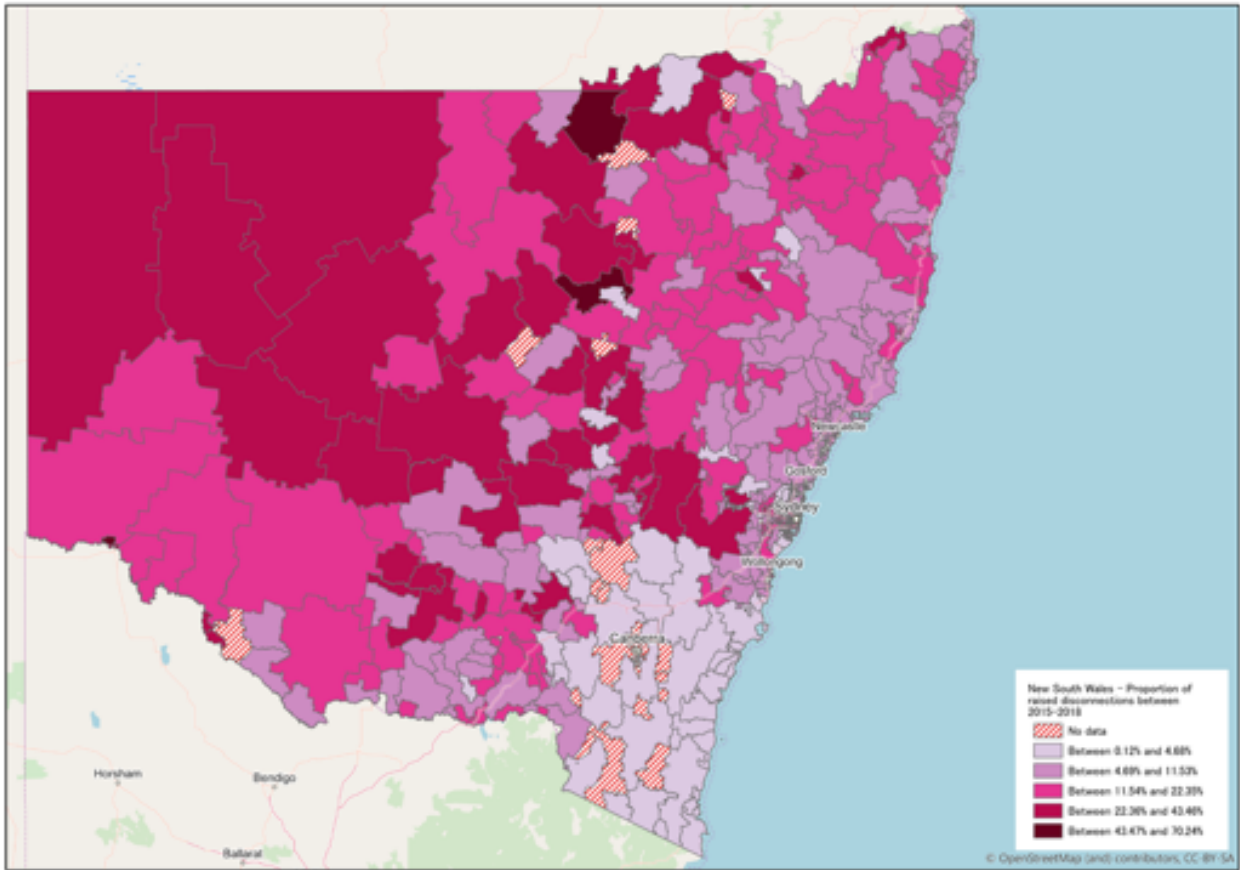 Newcastle
Gosford
Sydney
Wollongong
Canberra
Horsham
Bendigo
Ballarat
New South Wales - Proportion of
raised disconnections between
2015-2018
No data
Between 0.12% and 4.68%
Between 4.69% and 11.53%
Between 11.54% and 22.35%
Between 22.36% and 43.46%
Between 43.47% and 70.24%
© OpenStreetMap (and) contributors, CC-BY-SA